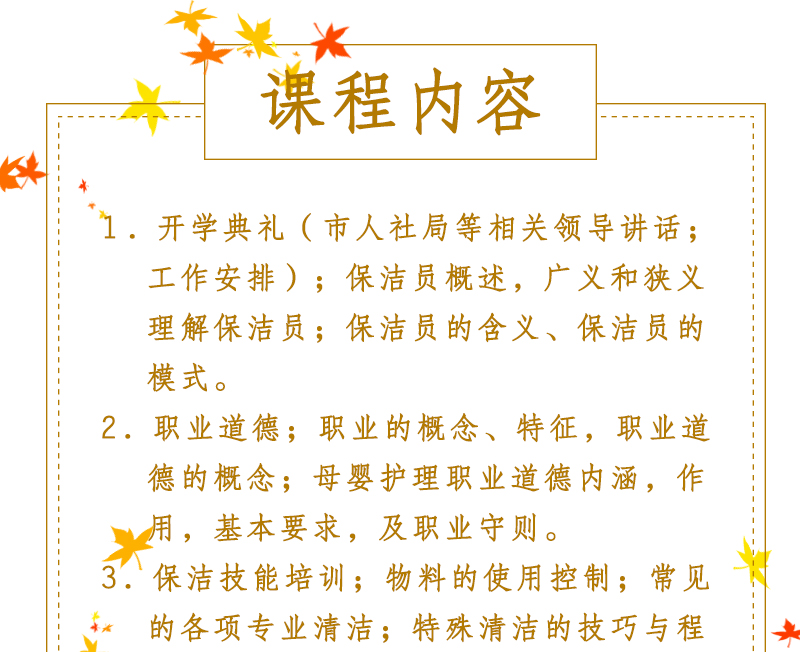 课程内容
1. 开学典礼（市人社局等相关领导讲话；
工作安排）；保洁员概述，广义和狭义
理解保洁员；保洁员的含义、保洁员的
模式。
2. 职业道德；职业的概念、特征，职业道
德的概念；母婴护理职业道德内涵，作
用，基本要求，及职业守则。
3. 保洁技能培训；物料的使用控制；常见
的各项专业清洁；特殊清洁的技巧与程